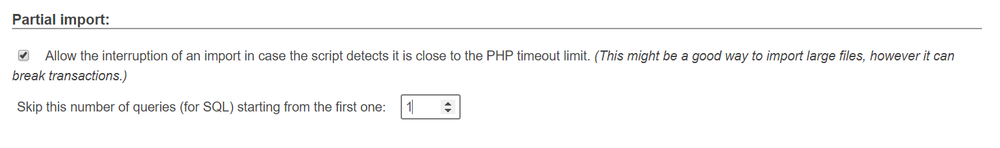 Partial import:
Allow the interruption of an import in case the script detects it is close to the PHP timeout limit. (This might be a good way to import large files, however it can
break transactions.)
Skip this number of queries (for SQL) starting from the first one: 1